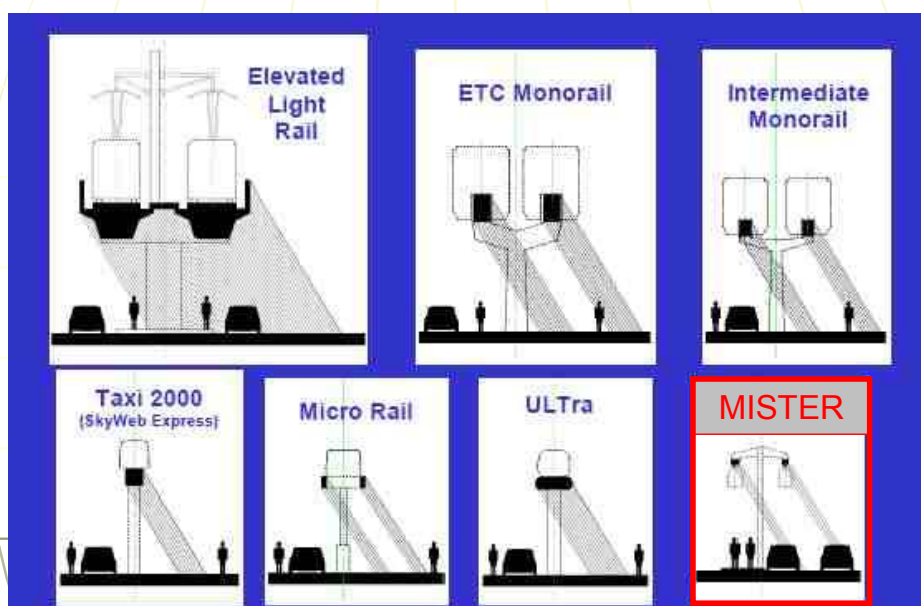 Elevated
Light
Rail
ETC Monorail
Intermediate
Monorail
Taxi 2000
(SkyWeb Express)
Micro Rail
ULTra
MISTER